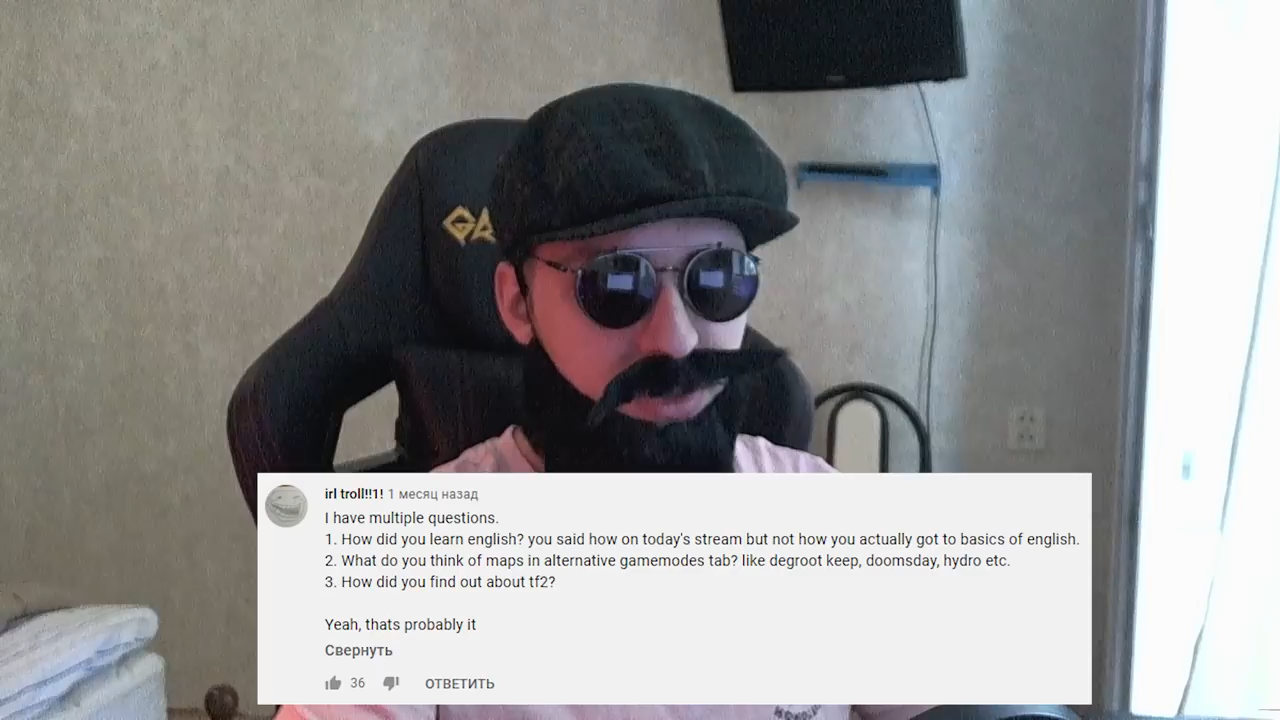 GA
irl troll!!1! 1 месяц назад
I have multiple questions.
1. How did you learn english? you said how on today's stream but not how you actually got to basics of english.
2. What do you think of maps in alternative gamemodes tab? like degroot keep, doomsday, hydro etc.
3. How did you find out about tf2?
Yeah, thats probably it
Свернуть
36 ОТВЕТИТЬ